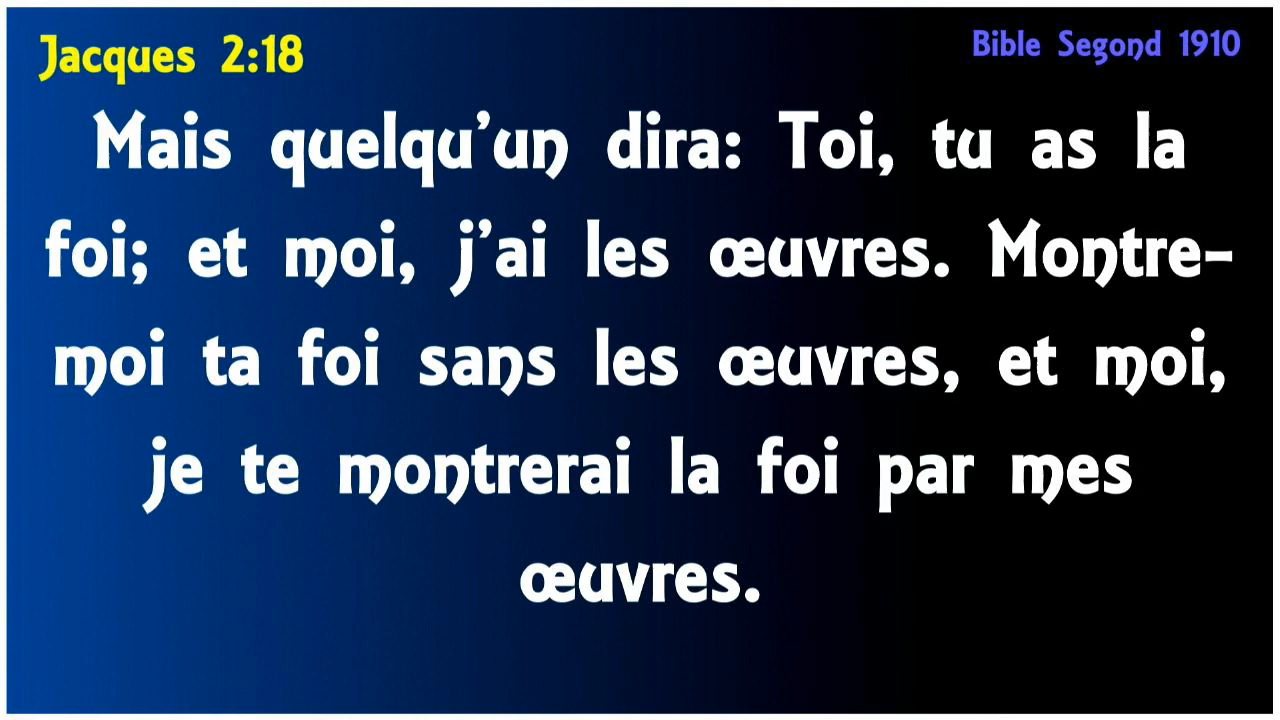 Jacques 2:18
Bible Segond 1910
Mais quelqu'un dira: Toi, tu as la
foi; et moi, j'ai les œuvres. Montre-
moi ta foi sans les œuvres, et moi,
je te montrerai la foi par mes
œuvres.